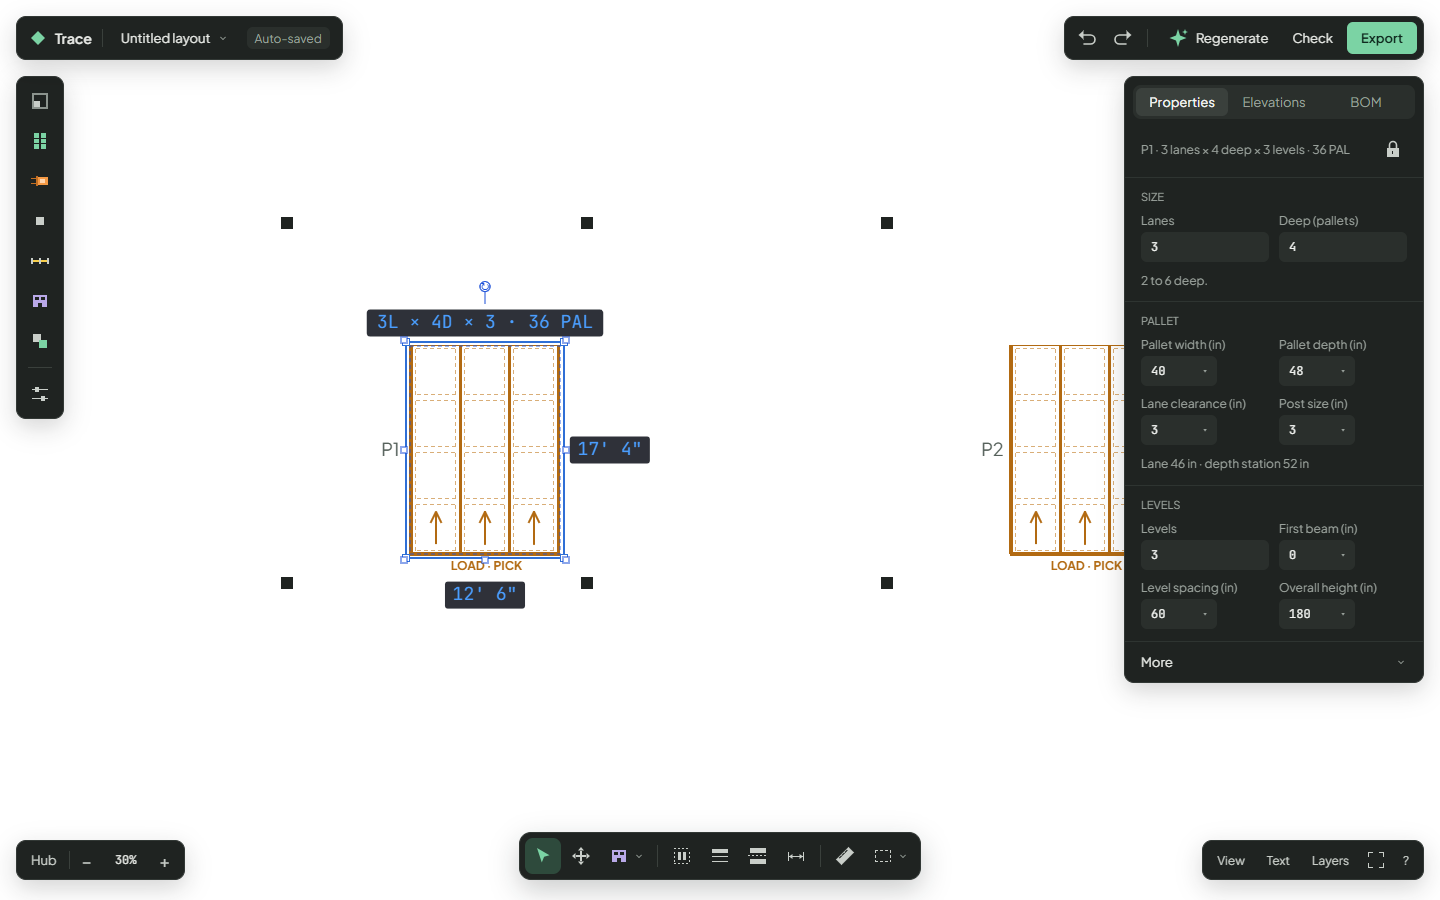 Trace
Untitled layout
Auto-saved
Regenerate
Check
Export
Properties
Elevations
BOM
P1 · 3 lanes × 4 deep × 3 levels · 36 PAL
SIZE
Lanes
Deep (pallets)
3
4
2 to 6 deep.
PALLET
Pallet width (in)
Pallet depth (in)
40
48
Lane clearance (in)
Post size (in)
3
3
Lane 46 in · depth station 52 in
LEVELS
Levels
First beam (in)
3
0
Level spacing (in)
Overall height (in)
60
180
More
3L × 4D × 3 · 36 PAL
P1
17' 4"
LOAD · PICK
12' 6"
P2
LOAD · PICK
Hub
30%
View
Text
Layers
?